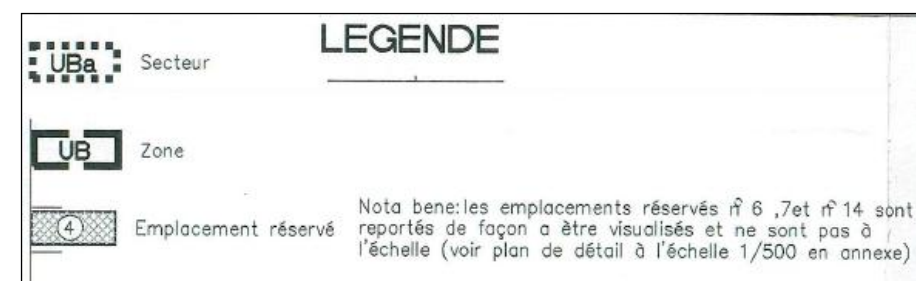 LEGENDE
UBa Secteur
UB Zone
4 Emplacement réservé
Nota bene:les emplacements réservés n° 6 ,7et n° 14 sont
reportés de façon a être visualisés et ne sont pas à
l'échelle (voir plan de détail à l'échelle 1/500 en annexe)